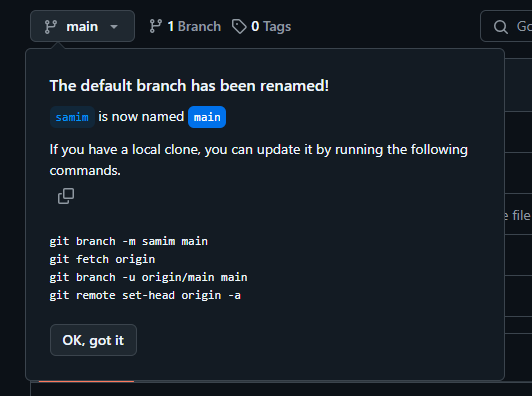 main 1 Branch 0 Tags Go
The default branch has been renamed!
samim is now named main
If you have a local clone, you can update it by running the following
commands.
e file
git branch -m samim main
git fetch origin
git branch -u origin/main main
git remote set-head origin -a
OK, got it